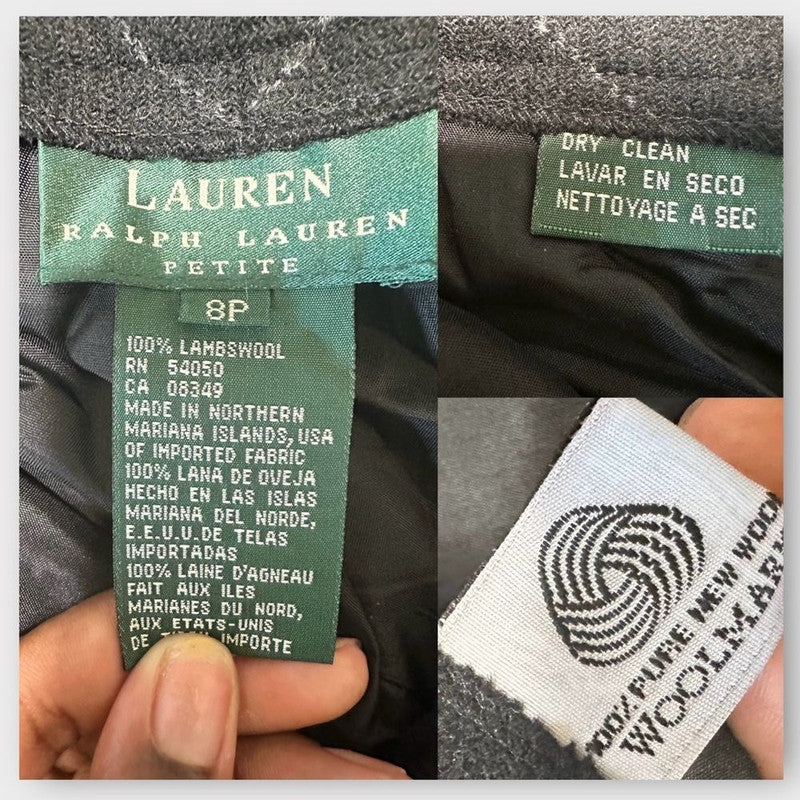 LAUREN
RALPH LAUREN
PETITE
8P
100% LAMBSWOOL
RN 54050
CA 08349
MADE IN NORTHERN
MARIANA ISLANDS, USA
OF IMPORTED FABRIC
100% LANA DE OVEJA
HECHO EN LAS ISLAS
MARIANA DEL NORDE,
E.E.U.U. DE TELAS
IMPORTADAS
100% LAINE D'AGNEAU
FAIT AUX ILES
MARIANES DU NORD,
AUX ETATS-UNIS
DE IMPORTE
DRY CLEAN
LAVAR EN SECO
NETTOYAGE A SEC
100% PURE NEW WOOL
WOOLMARK